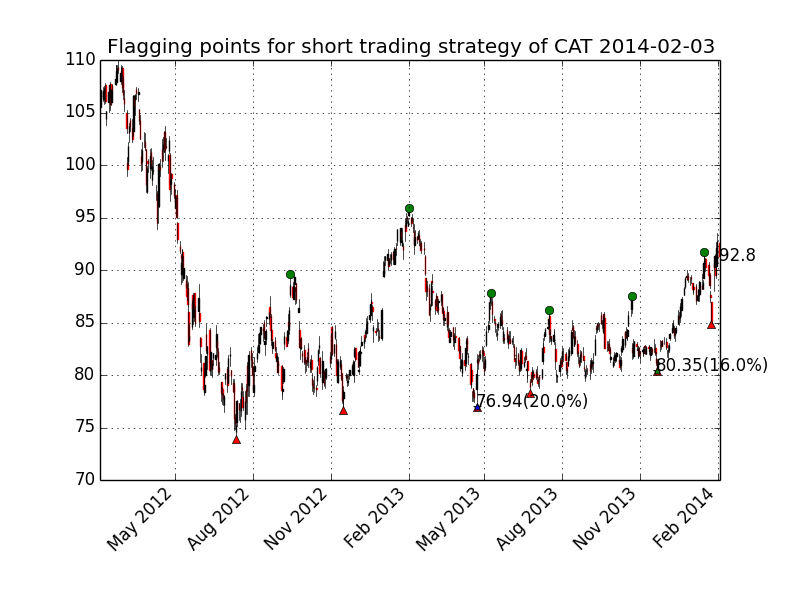 Flagging points for short trading strategy of CAT 2014-02-03
110
105
100
95
90
85
80
75
70
92.8
80.35(16.0%)
76.94(20.0%)
May 2012
Aug 2012
Nov 2012
Feb 2013
May 2013
Aug 2013
Nov 2013
Feb 2014